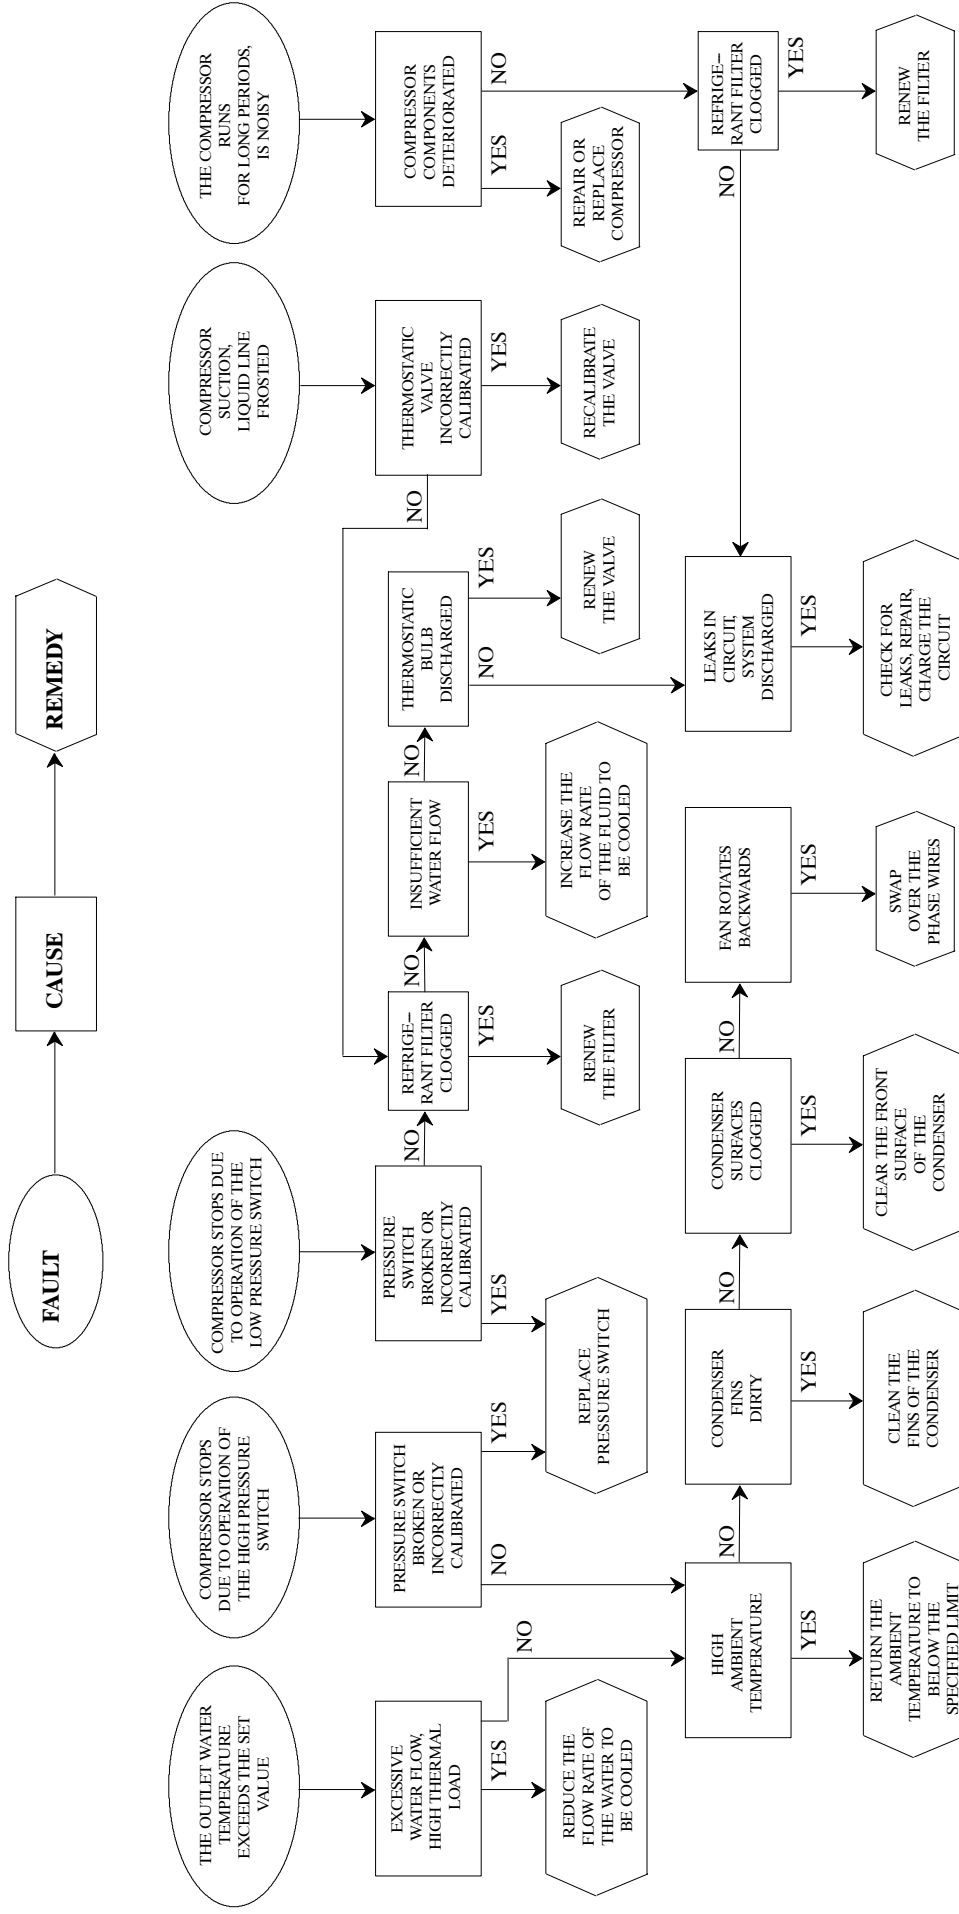 FAULT
CAUSE
REMEDY
THE OUTLET WATER
TEMPERATURE
EXCEEDS THE SET
VALUE
COMPRESSOR STOPS
DUE TO OPERATION OF
THE HIGH PRESSURE
SWITCH
COMPRESSOR STOPS DUE
TO OPERATION OF THE
LOW PRESSURE SWITCH
COMPRESSOR
SUCTION,
LIQUID LINE
FROSTED
THE COMPRESSOR
RUNS
FOR LONG PERIODS,
IS NOISY
EXCESSIVE
WATER FLOW,
HIGH THERMAL
LOAD
YES
NO
REDUCE THE
FLOW RATE OF
THE WATER TO
BE COOLED
PRESSURE SWITCH
BROKEN OR
INCORRECTLY
CALIBRATED
NO
YES
PRESSURE
SWITCH
BROKEN OR
INCORRECTLY
CALIBRATED
YES
NO
REPLACE
PRESSURE SWITCH
REFRIGE–
RANT FILTER
CLOGGED
YES
NO
RENEW
THE FILTER
INSUFFICIENT
WATER FLOW
YES
NO
INCREASE THE
FLOW RATE
OF THE FLUID TO
BE COOLED
THERMOSTATIC
BULB
DISCHARGED
NO
YES
RENEW
THE VALVE
THERMOSTATIC
VALVE
INCORRECTLY
CALIBRATED
NO
YES
RECALIBRATE
THE VALVE
COMPRESSOR
COMPONENTS
DETERIORATED
YES
NO
REPAIR OR
REPLACE
COMPRESSOR
HIGH
AMBIENT
TEMPERATURE
YES
NO
RETURN THE
AMBIENT
TEMPERATURE TO
BELOW THE
SPECIFIED LIMIT
CONDENSER
FINS
DIRTY
YES
NO
CLEAN THE
FINS OF THE
CONDENSER
CONDENSER
SURFACES
CLOGGED
YES
NO
CLEAR THE FRONT
SURFACE
OF THE
CONDENSER
FAN ROTATES
BACKWARDS
YES
SWAP
OVER THE
PHASE WIRES
LEAKS IN
CIRCUIT,
SYSTEM
DISCHARGED
YES
CHECK FOR
LEAKS, REPAIR,
CHARGE THE
CIRCUIT
REFRIGE–
RANT FILTER
CLOGGED
NO
YES
RENEW
THE FILTER